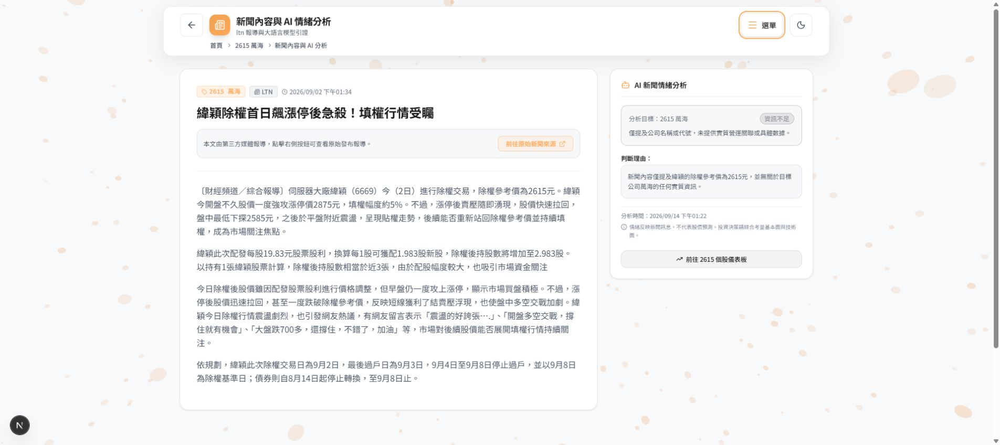 新聞內容與 AI 情緒分析
ltn 報導與大語言模型引證
首頁 > 2615 萬海 > 新聞內容與 AI 分析
選單
2615 萬海 LTN 2026/09/02 下午01:34
緯穎除權首日飆漲停後急殺！填權行情受矚
本文由第三方媒體報導，點擊右側按鈕可查看原始發布報導。
前往原始新聞來源
〔財經頻道／綜合報導〕伺服器大廠緯穎（6669）今（2日）進行除權交易，除權參考價為2615元。緯穎
今開盤不久股價一度強攻漲停價2875元，填權幅度約5%。不過，漲停後賣壓隨即湧現，股價快速拉回，
盤中最低下探2585元，之後於平盤附近震盪，呈現貼權走勢，後續能否重新站回除權參考價並持續填
權，成為市場關注焦點。
緯穎此次配發每股19.83元股票股利，換算每1股可獲配1.983股新股，除權後持股數將增加至2.983股。
以持有1張緯穎股票計算，除權後持股數相當於近3張，由於配股幅度較大，也吸引市場資金關注
今日除權後股價雖因配發股票股利進行價格調整，但早盤仍一度攻上漲停，顯示市場買盤積極。不過，漲
停後股價迅速拉回，甚至一度跌破除權參考價，反映短線獲利了結賣壓浮現，也使盤中多空交戰加劇。緯
穎今日除權行情震盪劇烈，也引發網友熱議，有網友留言表示「震盪的好誇張….」、「開盤多空交戰，撐
住就有機會」、「大盤跌700多，還撐住，不錯了，加油」等，市場對後續股價能否展開填權行情持續關
注。
依規劃，緯穎此次除權交易日為9月2日，最後過戶日為9月3日，9月4日至9月8日停止過戶，並以9月8日
為除權基準日；債券則自8月14日起停止轉換，至9月8日止。
AI 新聞情緒分析
分析目標：2615 萬海
資訊不足
僅提及公司名稱或代號，未提供實質營運關聯或具體數據。
判斷理由：
新聞內容僅提及緯穎的除權參考價為2615元，並無關於目標
公司萬海的任何實質資訊。
分析時間：2026/09/14 下午01:22
情緒反映新聞訊息，不代表股價預測。投資決策請綜合考量基本面與技術
面。
前往 2615 個股儀表板
N